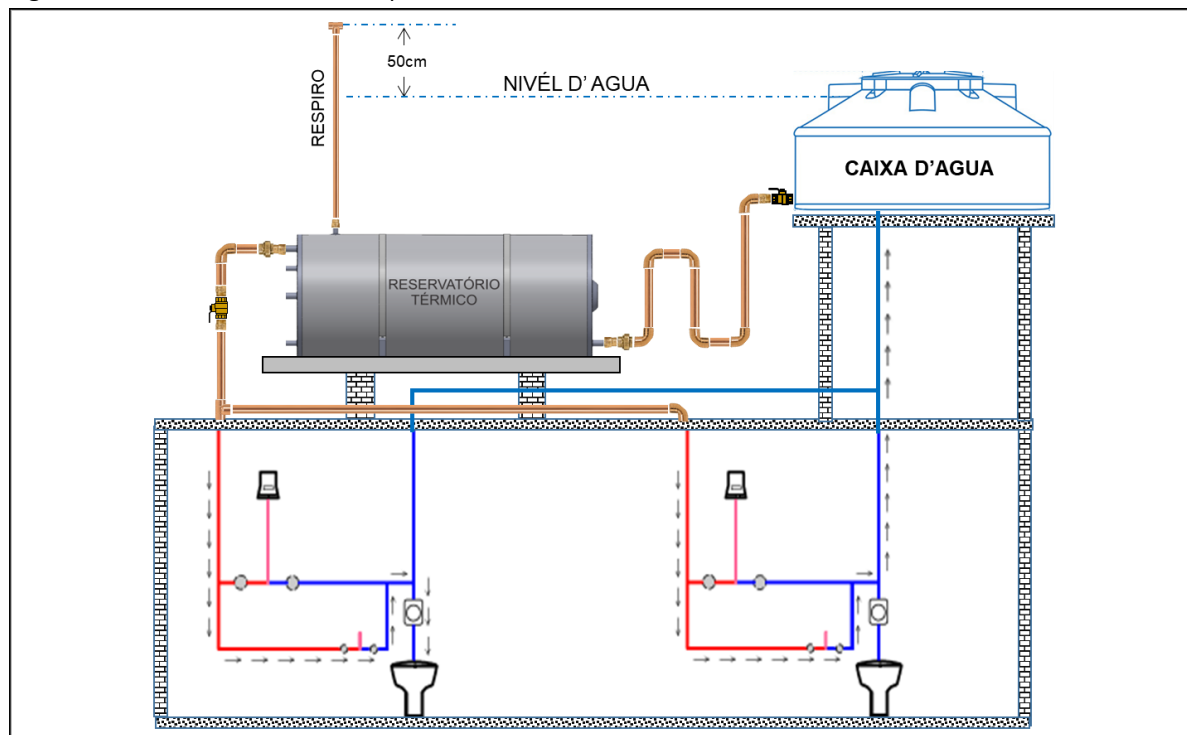 50cm
NIVÉL D' AGUA
RESPIRO
CAIXA D'AGUA
RESERVATÓRIO
TÉRMICO